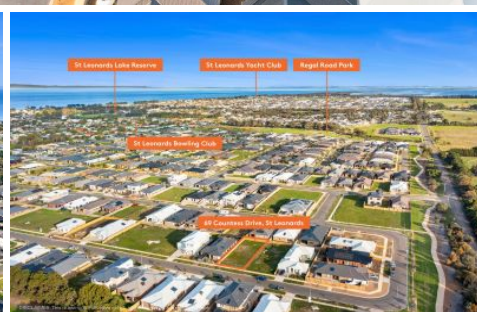 St Leonards Lake Reserve
St Leonards Yacht Club
Regal Road Park
St Leonards Bowling Club
69 Countess Drive, St Leonards